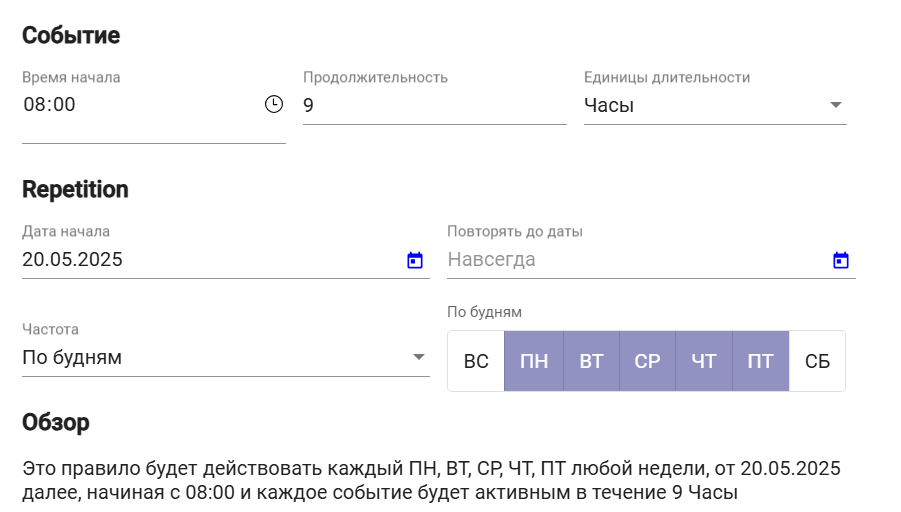 Событие
Время начала Продолжительность Единицы длительности
08:00 9 Часы
Repetition
Дата начала Повторять до даты
20.05.2025 Навсегда
По будням
Частота
По будням ВС ПН ВТ СР ЧТ ПТ СБ
Обзор
Это правило будет действовать каждый ПН, ВТ, СР, ЧТ, ПТ любой недели, от 20.05.2025
далее, начиная с 08:00 и каждое событие будет активным в течение 9 Часы